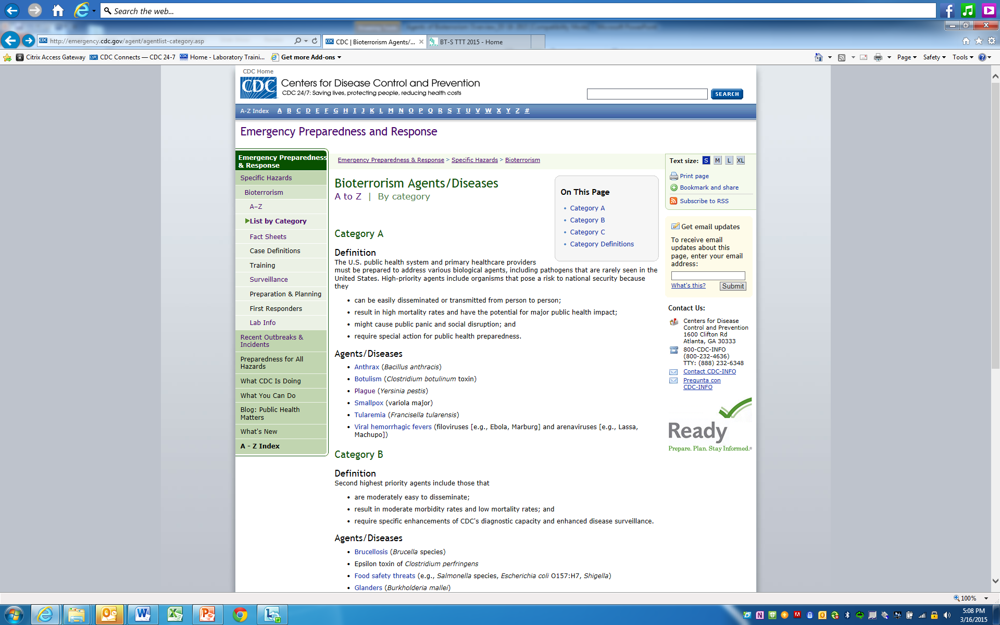 Search the web...
http://emergency.cdc.gov/agent/agentlist-category.asp
CDC | Bioterrorism Agents/...
BT-S TTT 2015 - Home
Citrix Access Gateway
CDC Connects — CDC 24-7
Home - Laboratory Traini...
Get more Add-ons
Page
Safety
Tools
CDC Home
CDC
Centers for Disease Control and Prevention
CDC 24/7: Saving lives, protecting people, reducing health costs
SEARCH
A-Z Index A B C D E F G H I J K L M N O P Q R S T U V W X Y Z #
Emergency Preparedness and Response
Emergency Preparedness
& Response
Specific Hazards
Bioterrorism
A–Z
List by Category
Fact Sheets
Case Definitions
Training
Surveillance
Preparation & Planning
First Responders
Lab Info
Recent Outbreaks &
Incidents
Preparedness for All
Hazards
What CDC Is Doing
What You Can Do
Blog: Public Health
Matters
What's New
A - Z Index
Emergency Preparedness & Response > Specific Hazards > Bioterrorism
Bioterrorism Agents/Diseases
A to Z | By category
On This Page
Category A
Category B
Category C
Category Definitions
Category A
Definition
The U.S. public health system and primary healthcare providers
must be prepared to address various biological agents, including pathogens that are rarely seen in the
United States. High-priority agents include organisms that pose a risk to national security because
they
can be easily disseminated or transmitted from person to person;
result in high mortality rates and have the potential for major public health impact;
might cause public panic and social disruption; and
require special action for public health preparedness.
Agents/Diseases
Anthrax (Bacillus anthracis)
Botulism (Clostridium botulinum toxin)
Plague (Yersinia pestis)
Smallpox (variola major)
Tularemia (Francisella tularensis)
Viral hemorrhagic fevers (filoviruses [e.g., Ebola, Marburg] and arenaviruses [e.g., Lassa,
Machupo])
Category B
Definition
Second highest priority agents include those that
are moderately easy to disseminate;
result in moderate morbidity rates and low mortality rates; and
require specific enhancements of CDC's diagnostic capacity and enhanced disease surveillance.
Agents/Diseases
Brucellosis (Brucella species)
Epsilon toxin of Clostridium perfringens
Food safety threats (e.g., Salmonella species, Escherichia coli O157:H7, Shigella)
Glanders (Burkholderia mallei)
Text size: S M L XL
Print page
Bookmark and share
Subscribe to RSS
Get email updates
To receive email
updates about this
page, enter your email
address:
What's this?
Submit
Contact Us:
Centers for Disease
Control and Prevention
1600 Clifton Rd
Atlanta, GA 30333
800-CDC-INFO
(800-232-4636)
TTY: (888) 232-6348
Contact CDC-INFO
Pregunta con
CDC-INFO
Ready
Prepare. Plan. Stay Informed.®
100%
5:08 PM
3/16/2015